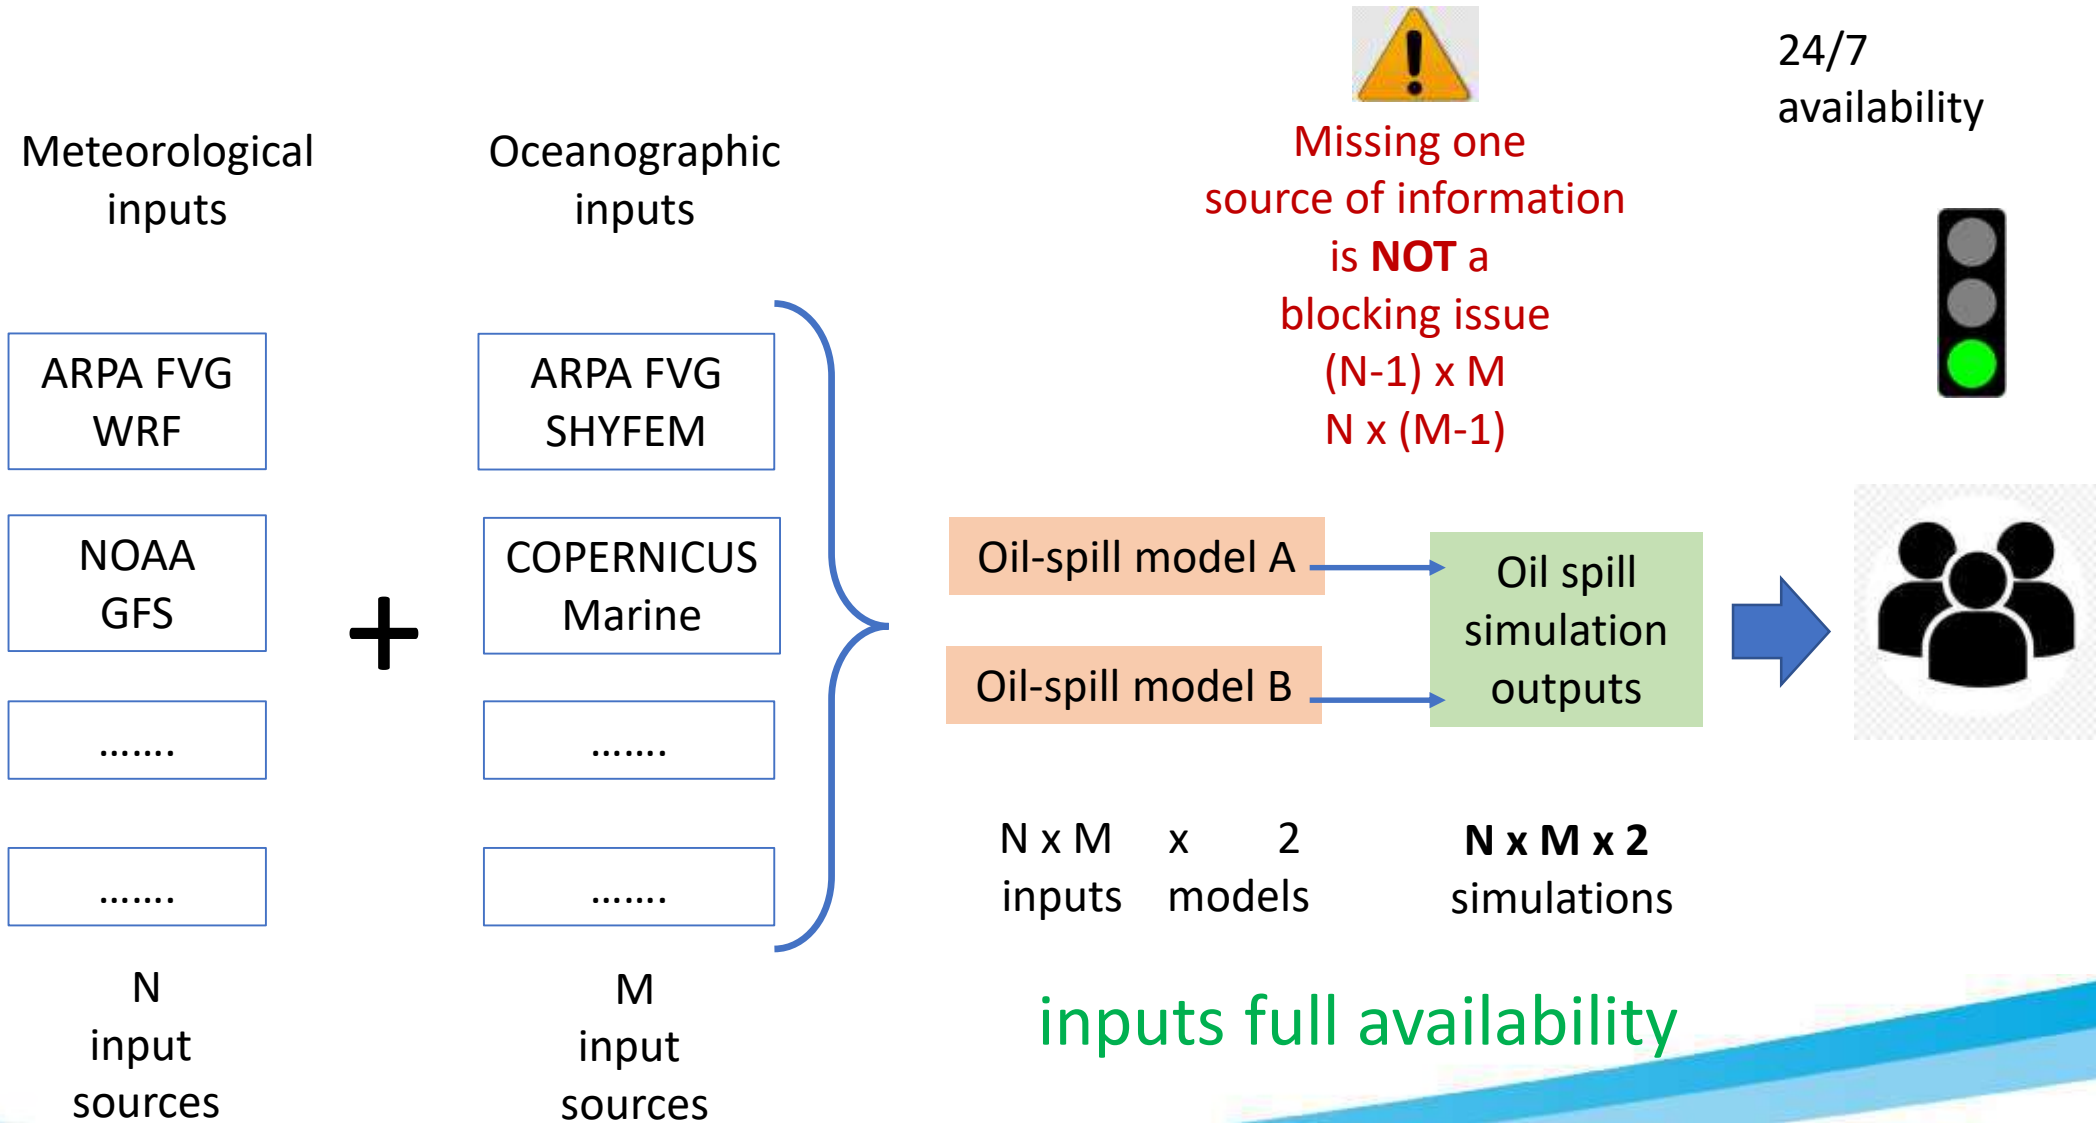 Meteorological
inputs
ARPA FVG
WRF
NOAA
GFS
.......
.......
N
input
sources
+
Oceanographic
inputs
ARPA FVG
SHYFEM
COPERNICUS
Marine
.......
.......
M
input
sources
Missing one
source of information
is NOT a
blocking issue
(N-1) x M
N x (M-1)
24/7
availability
Oil-spill model A
Oil-spill model B
Oil spill
simulation
outputs
N x M x 2
inputs models
N x M x 2
simulations
inputs full availability